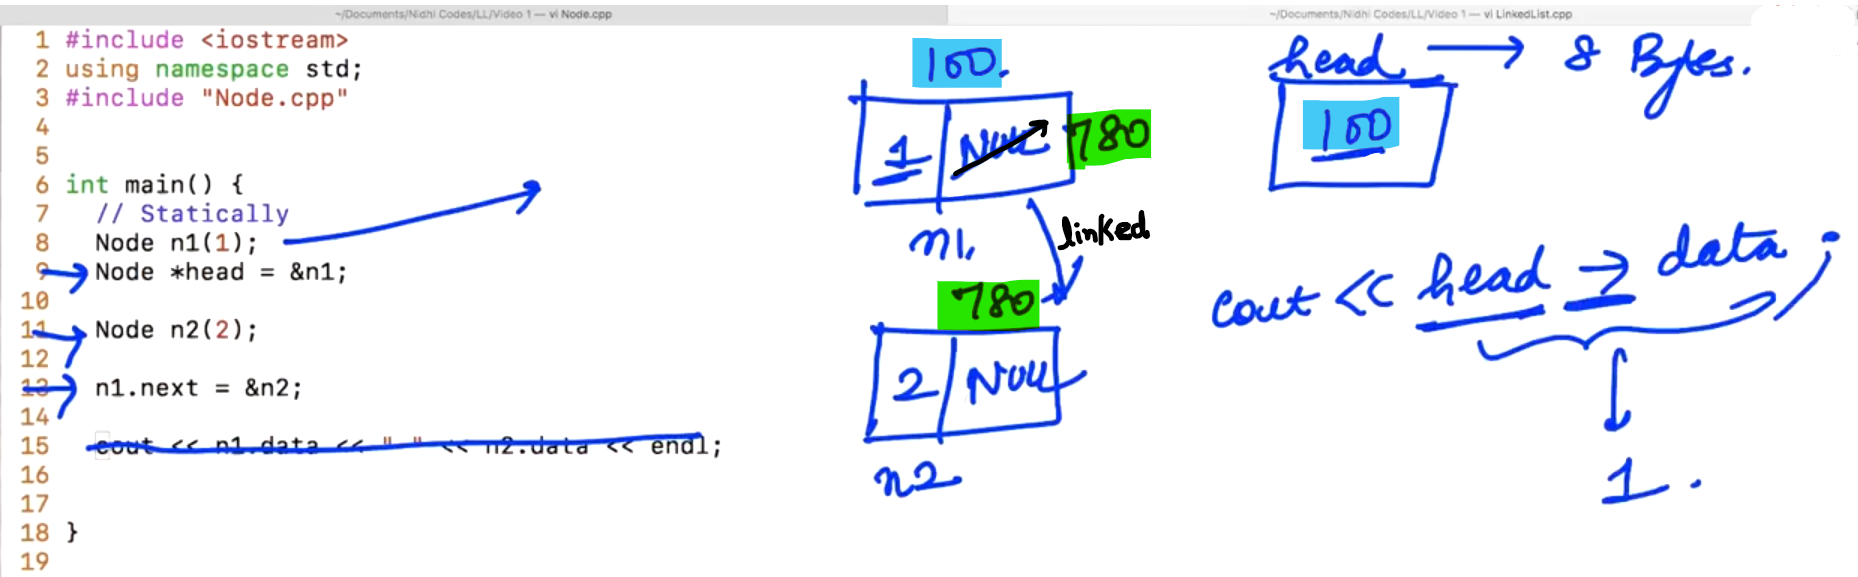 ~/Documents/Nidhi Codes/LL/Video 1 — vi Node.cpp
~/Documents/Nidhi Codes/LL/Video 1 — vi LinkedList.cpp
1 #include <iostream>
2 using namespace std;
3 #include "Node.cpp"
4
5
6 int main() {
7 // Statically
8 Node n1(1);
9 Node *head = &n1;
10
11 Node n2(2);
12
13 n1.next = &n2;
14
15 cout << n1.data << " " << n2.data << endl;
16
17
18 }
19
100.
1 NULL 780
n1.
linked
780
2 NULL
n2.
head → 8 Bytes.
100
cout << head → data ;
1.